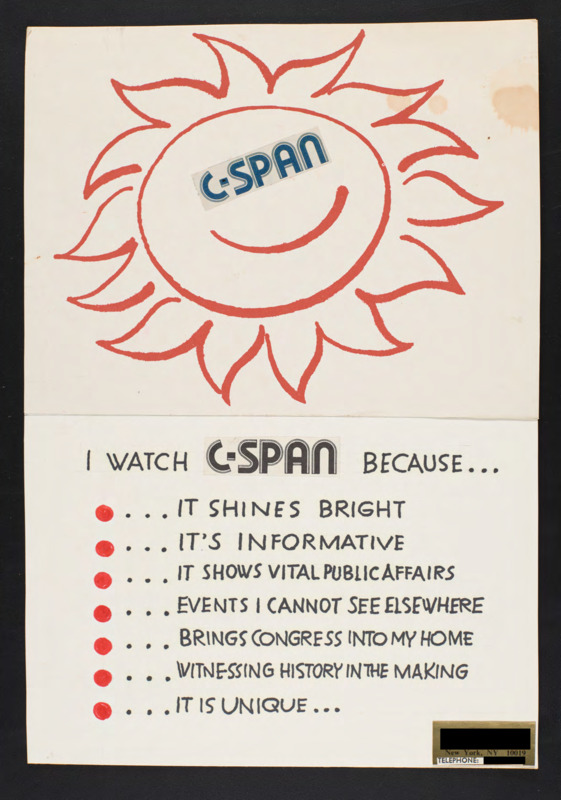 C-SPAN
I WATCH C-SPAN BECAUSE...
...IT SHINES BRIGHT
...IT'S INFORMATIVE
...IT SHOWS VITAL PUBLIC AFFAIRS
...EVENTS I CANNOT SEE ELSEWHERE
...BRINGS CONGRESS INTO MY HOME
...WITNESSING HISTORY IN THE MAKING
...IT IS UNIQUE...
New York, NY 10019
TELEPHONE: